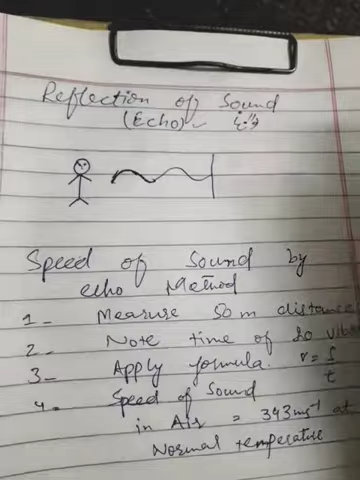 Reflection of Sound
(Echo)
Speed of Sound by
echo Method
1- Measure 50 m distance
2- Note time of 20 vib
3- Apply formula. v = S
t
4- Speed of Sound
in Air = 343ms⁻¹ at
Normal temperature